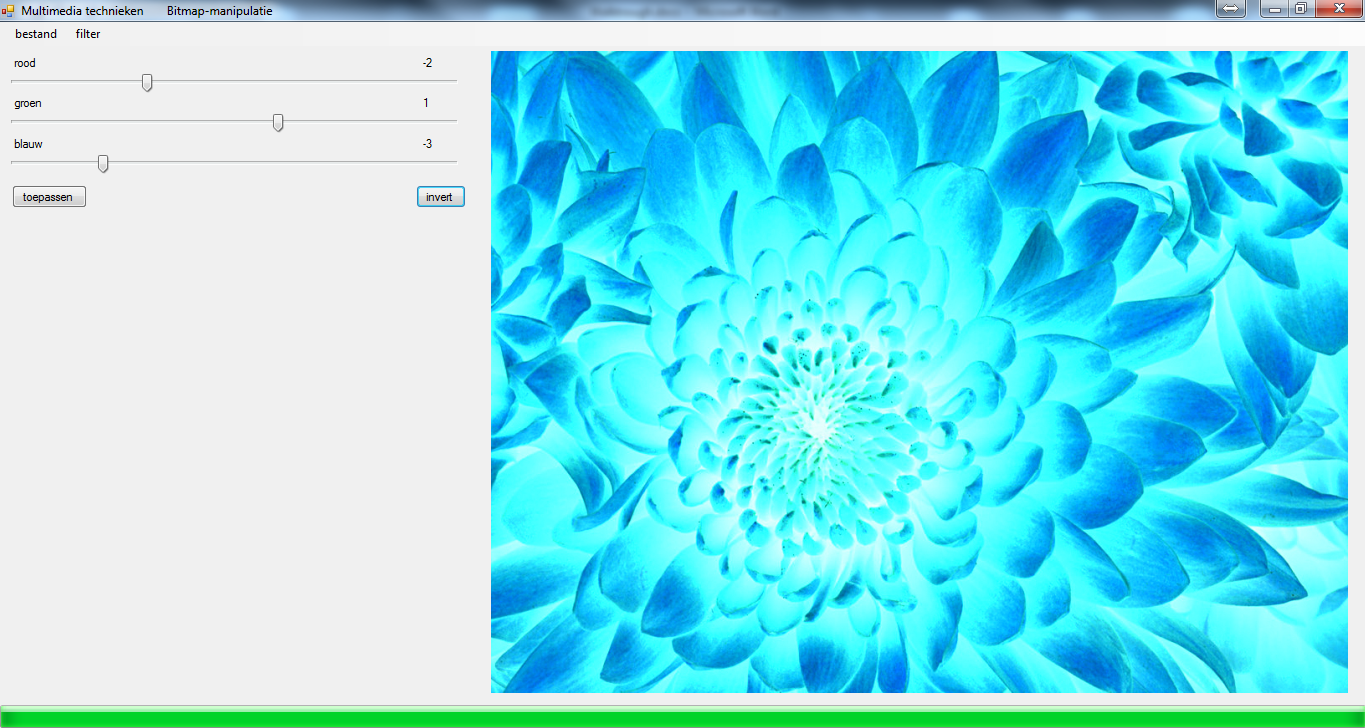 Multimedia technieken Bitmap-manipulatie
bestand filter
rood -2
groen 1
blauw -3
toepassen invert